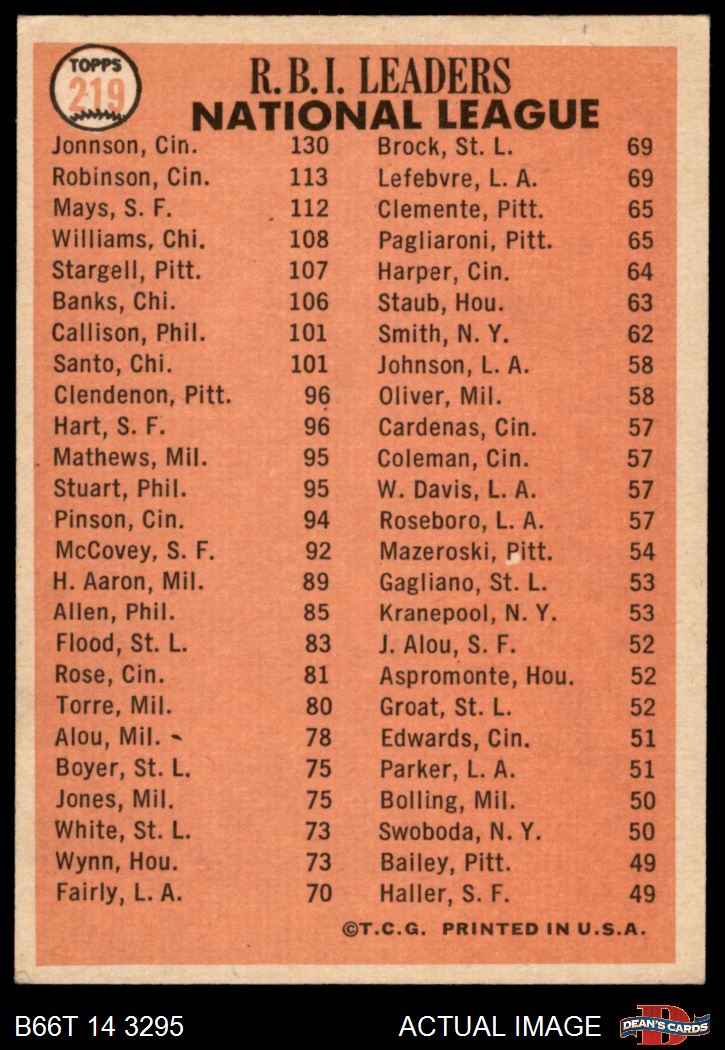 TOPPS
219
R.B.I. LEADERS
NATIONAL LEAGUE
Jonnson, Cin. 130
Robinson, Cin. 113
Mays, S. F. 112
Williams, Chi. 108
Stargell, Pitt. 107
Banks, Chi. 106
Callison, Phil. 101
Santo, Chi. 101
Clendenon, Pitt. 96
Hart, S. F. 96
Mathews, Mil. 95
Stuart, Phil. 95
Pinson, Cin. 94
McCovey, S. F. 92
H. Aaron, Mil. 89
Allen, Phil. 85
Flood, St. L. 83
Rose, Cin. 81
Torre, Mil. 80
Alou, Mil. 78
Boyer, St. L. 75
Jones, Mil. 75
White, St. L. 73
Wynn, Hou. 73
Fairly, L. A. 70
Brock, St. L. 69
Lefebvre, L. A. 69
Clemente, Pitt. 65
Pagliaroni, Pitt. 65
Harper, Cin. 64
Staub, Hou. 63
Smith, N. Y. 62
Johnson, L. A. 58
Oliver, Mil. 58
Cardenas, Cin. 57
Coleman, Cin. 57
W. Davis, L. A. 57
Roseboro, L. A. 57
Mazeroski, Pitt. 54
Gagliano, St. L. 53
Kranepool, N. Y. 53
J. Alou, S. F. 52
Aspromonte, Hou. 52
Groat, St. L. 52
Edwards, Cin. 51
Parker, L. A. 51
Bolling, Mil. 50
Swoboda, N. Y. 50
Bailey, Pitt. 49
Haller, S. F. 49
©T.C.G. PRINTED IN U.S.A.
B66T 14 3295 ACTUAL IMAGE
DEAN'S CARDS